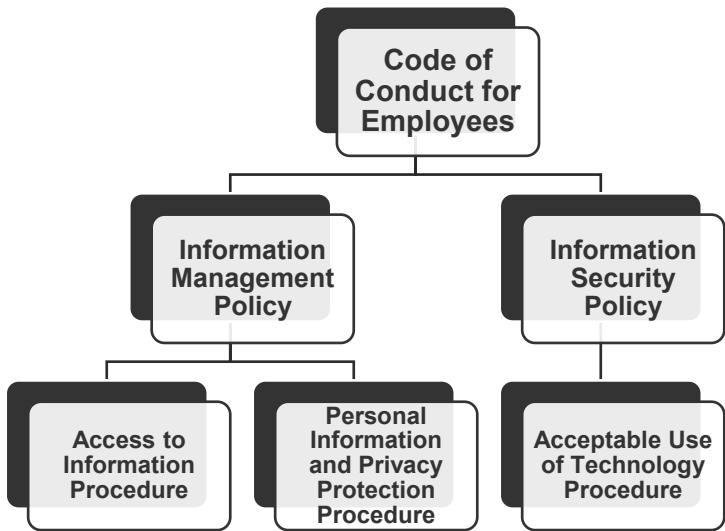 Code of
Conduct for
Employees
Information
Management
Policy
Information
Security
Policy
Access to
Information
Procedure
Personal
Information
and Privacy
Protection
Procedure
Acceptable Use
of Technology
Procedure